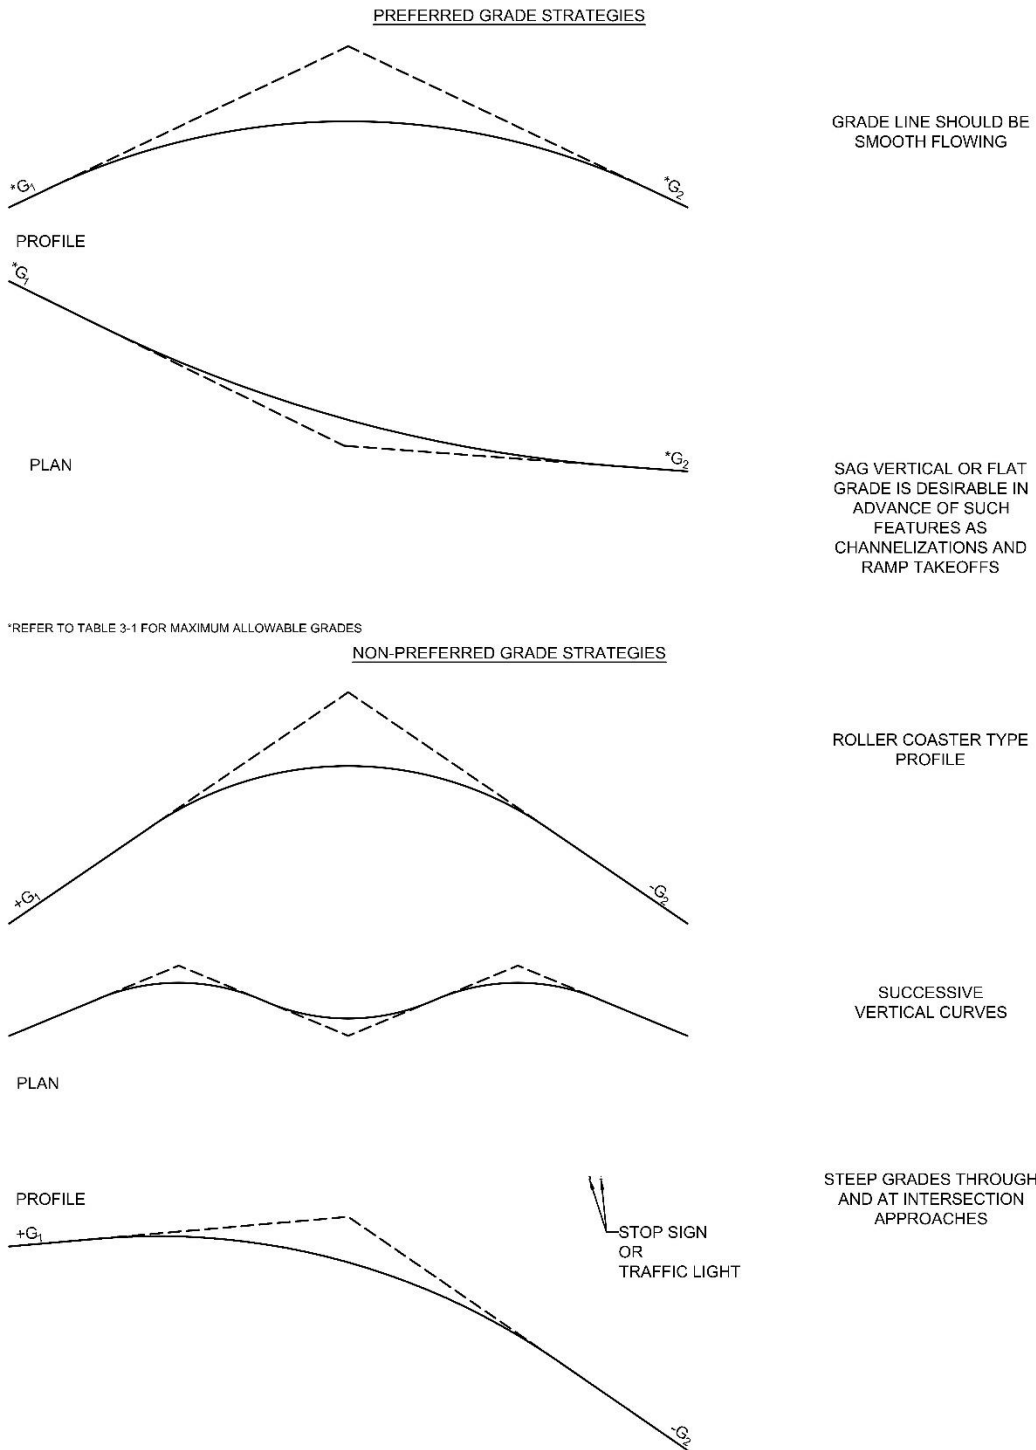 PREFERRED GRADE STRATEGIES
GRADE LINE SHOULD BE
SMOOTH FLOWING
*G1
*G2
PROFILE
*G1
PLAN
*G2
SAG VERTICAL OR FLAT
GRADE IS DESIRABLE IN
ADVANCE OF SUCH
FEATURES AS
CHANNELIZATIONS AND
RAMP TAKEOFFS
*REFER TO TABLE 3-1 FOR MAXIMUM ALLOWABLE GRADES
NON-PREFERRED GRADE STRATEGIES
ROLLER COASTER TYPE
PROFILE
+G1
-G2
SUCCESSIVE
VERTICAL CURVES
PLAN
PROFILE
+G1
STOP SIGN
OR
TRAFFIC LIGHT
STEEP GRADES THROUGH
AND AT INTERSECTION
APPROACHES
-G2